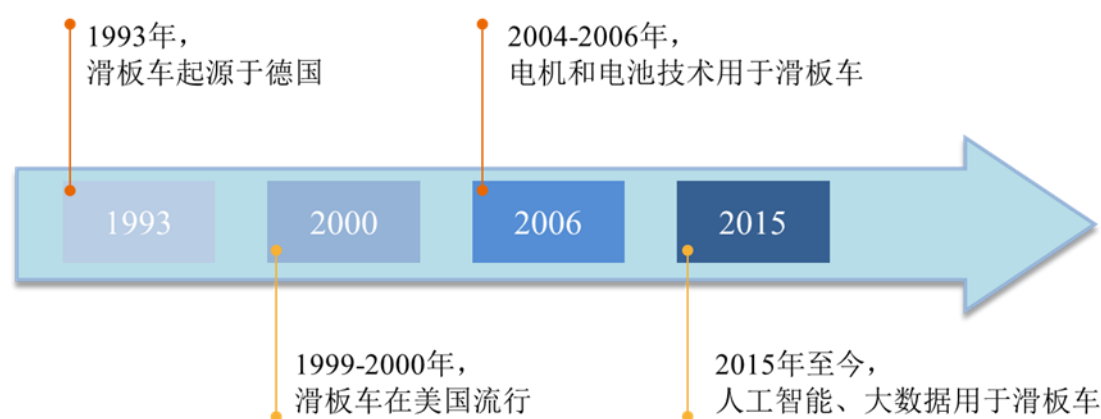 1993年，
滑板车起源于德国
2004-2006年，
电机和电池技术用于滑板车
1993
2000
2006
2015
1999-2000年，
滑板车在美国流行
2015年至今，
人工智能、大数据用于滑板车